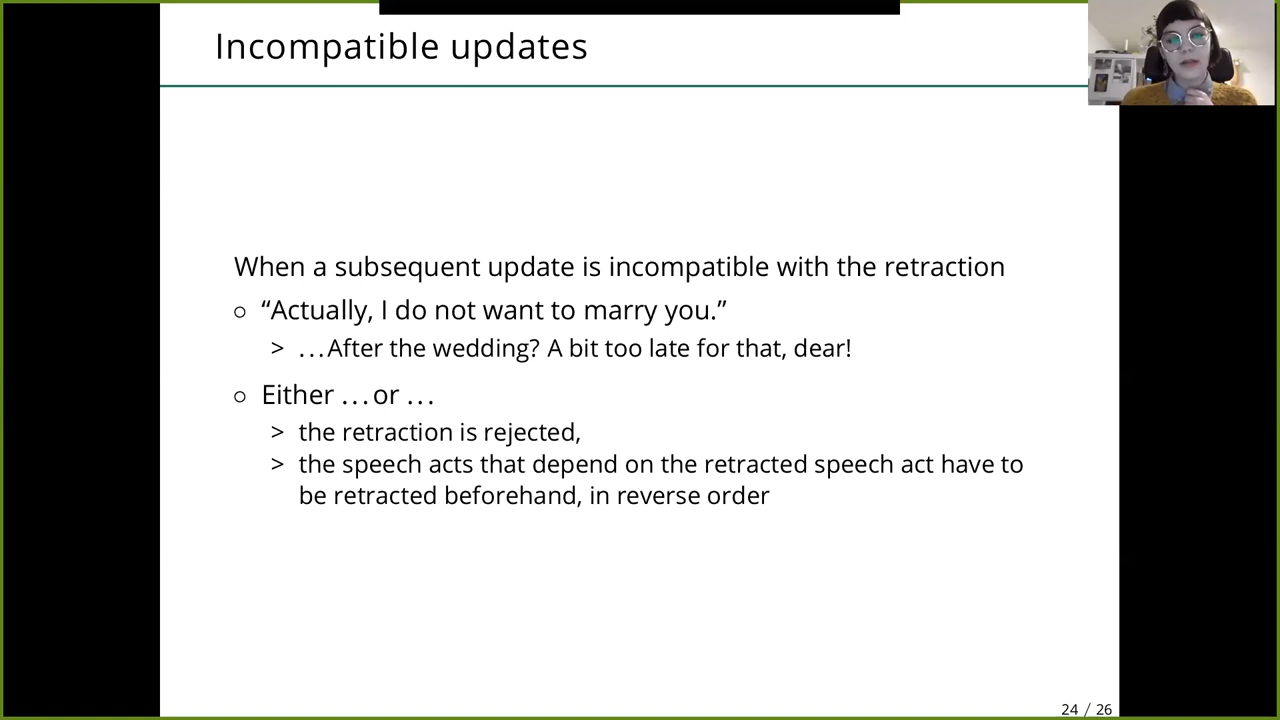 Incompatible updates
When a subsequent update is incompatible with the retraction
○ “Actually, I do not want to marry you.”
> ...After the wedding? A bit too late for that, dear!
○ Either ...or ...
> the retraction is rejected,
> the speech acts that depend on the retracted speech act have to
be retracted beforehand, in reverse order
24 / 26